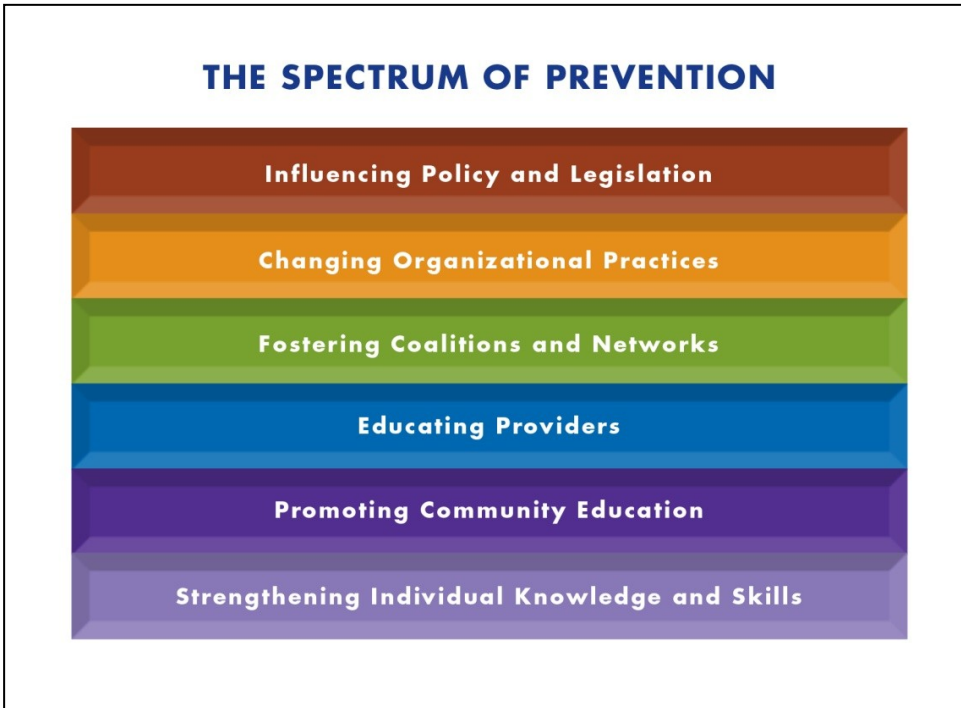 THE SPECTRUM OF PREVENTION
Influencing Policy and Legislation
Changing Organizational Practices
Fostering Coalitions and Networks
Educating Providers
Promoting Community Education
Strengthening Individual Knowledge and Skills